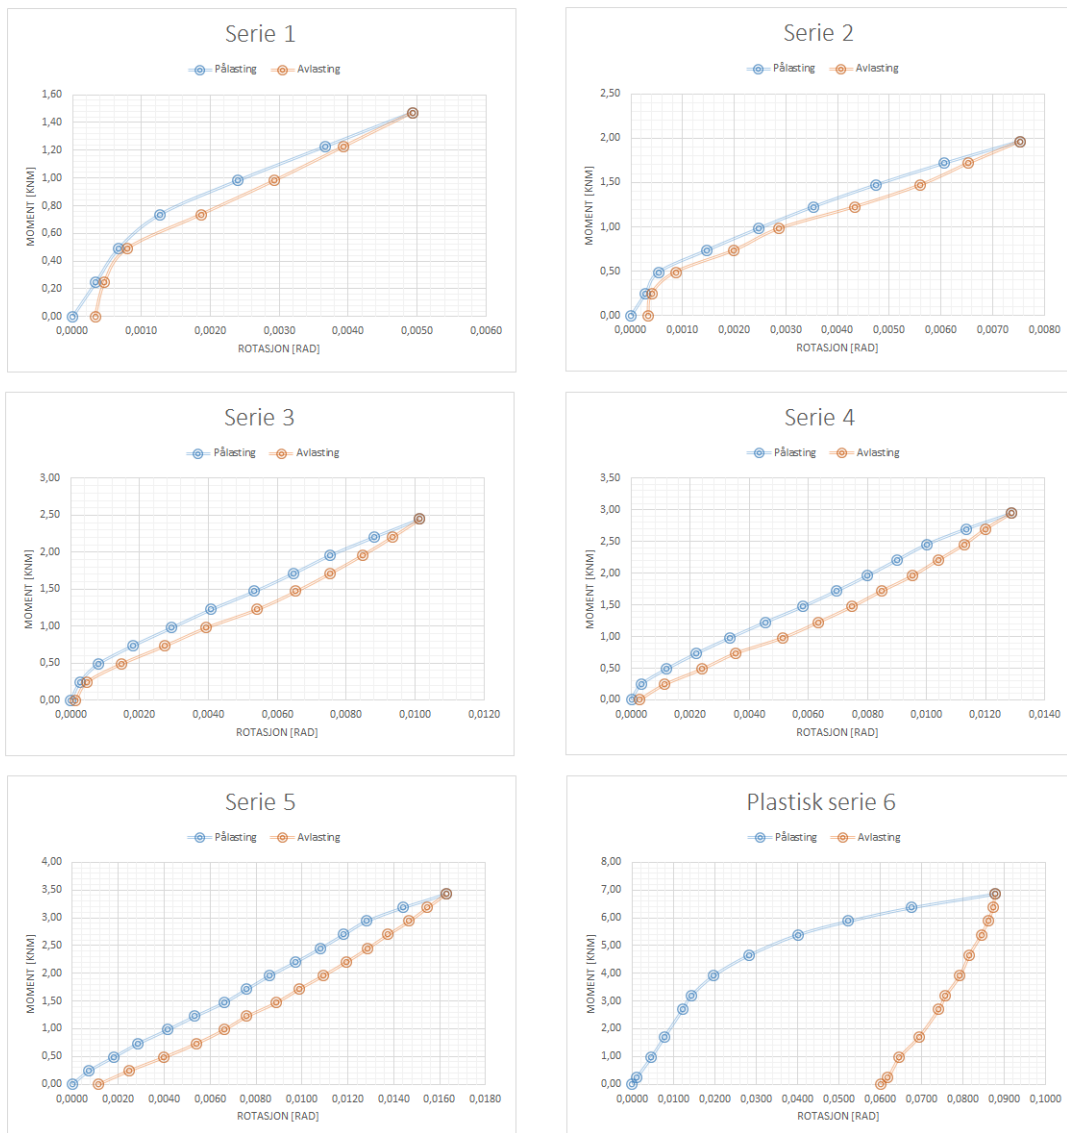 Serie 1
Pålasting Avlasting
1,60
1,40
1,20
1,00
0,80
0,60
0,40
0,20
0,00
MOMENT [KNM]
0,0000 0,0010 0,0020 0,0030 0,0040 0,0050 0,0060
ROTASJON [RAD]
Serie 2
Pålasting Avlasting
2,50
2,00
1,50
1,00
0,50
0,00
MOMENT [KNM]
0,0000 0,0010 0,0020 0,0030 0,0040 0,0050 0,0060 0,0070 0,0080
ROTASJON [RAD]
Serie 3
Pålasting Avlasting
3,00
2,50
2,00
1,50
1,00
0,50
0,00
MOMENT [KNM]
0,0000 0,0020 0,0040 0,0060 0,0080 0,0100 0,0120
ROTASJON [RAD]
Serie 4
Pålasting Avlasting
3,50
3,00
2,50
2,00
1,50
1,00
0,50
0,00
MOMENT [KNM]
0,0000 0,0020 0,0040 0,0060 0,0080 0,0100 0,0120 0,0140
ROTASJON [RAD]
Serie 5
Pålasting Avlasting
4,00
3,50
3,00
2,50
2,00
1,50
1,00
0,50
0,00
MOMENT [KNM]
0,0000 0,0020 0,0040 0,0060 0,0080 0,0100 0,0120 0,0140 0,0160 0,0180
ROTASJON [RAD]
Plastisk serie 6
Pålasting Avlasting
8,00
7,00
6,00
5,00
4,00
3,00
2,00
1,00
0,00
MOMENT [KNM]
0,0000 0,0100 0,0200 0,0300 0,0400 0,0500 0,0600 0,0700 0,0800 0,0900 0,1000
ROTASJON [RAD]